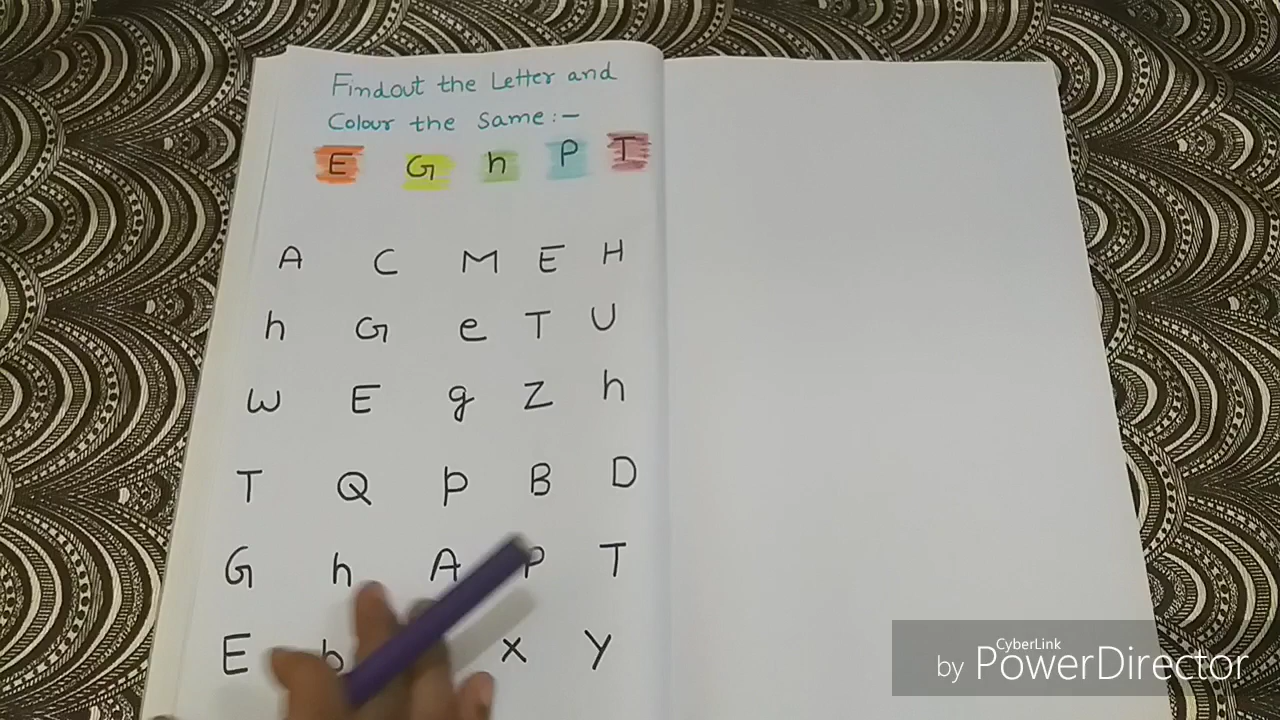 Findout the Letter and
Colour the Same:-
E G h P T
A C M E H
h G e T U
W E g Z h
T Q p B D
G h A P T
E b X Y
CyberLink
by PowerDirector